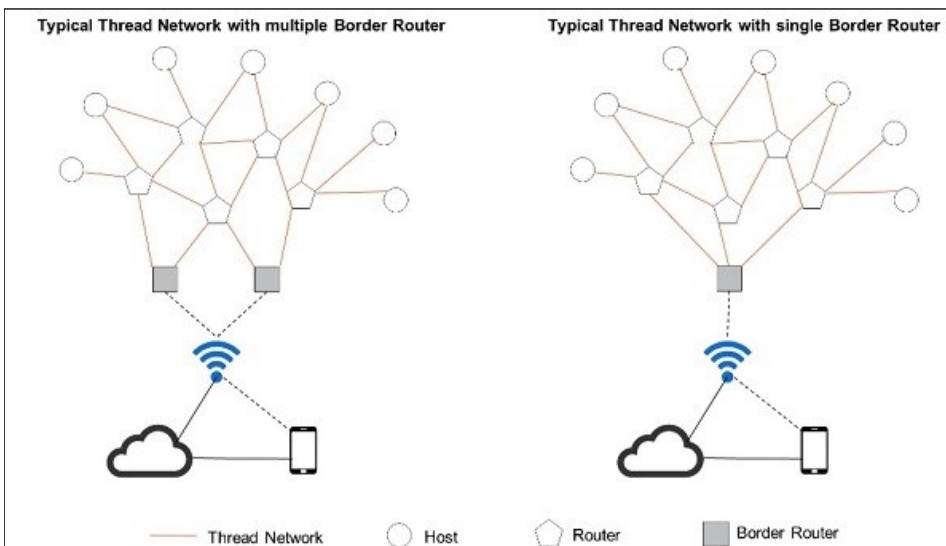 Typical Thread Network with multiple Border Router
Typical Thread Network with single Border Router
Thread Network
Host
Router
Border Router